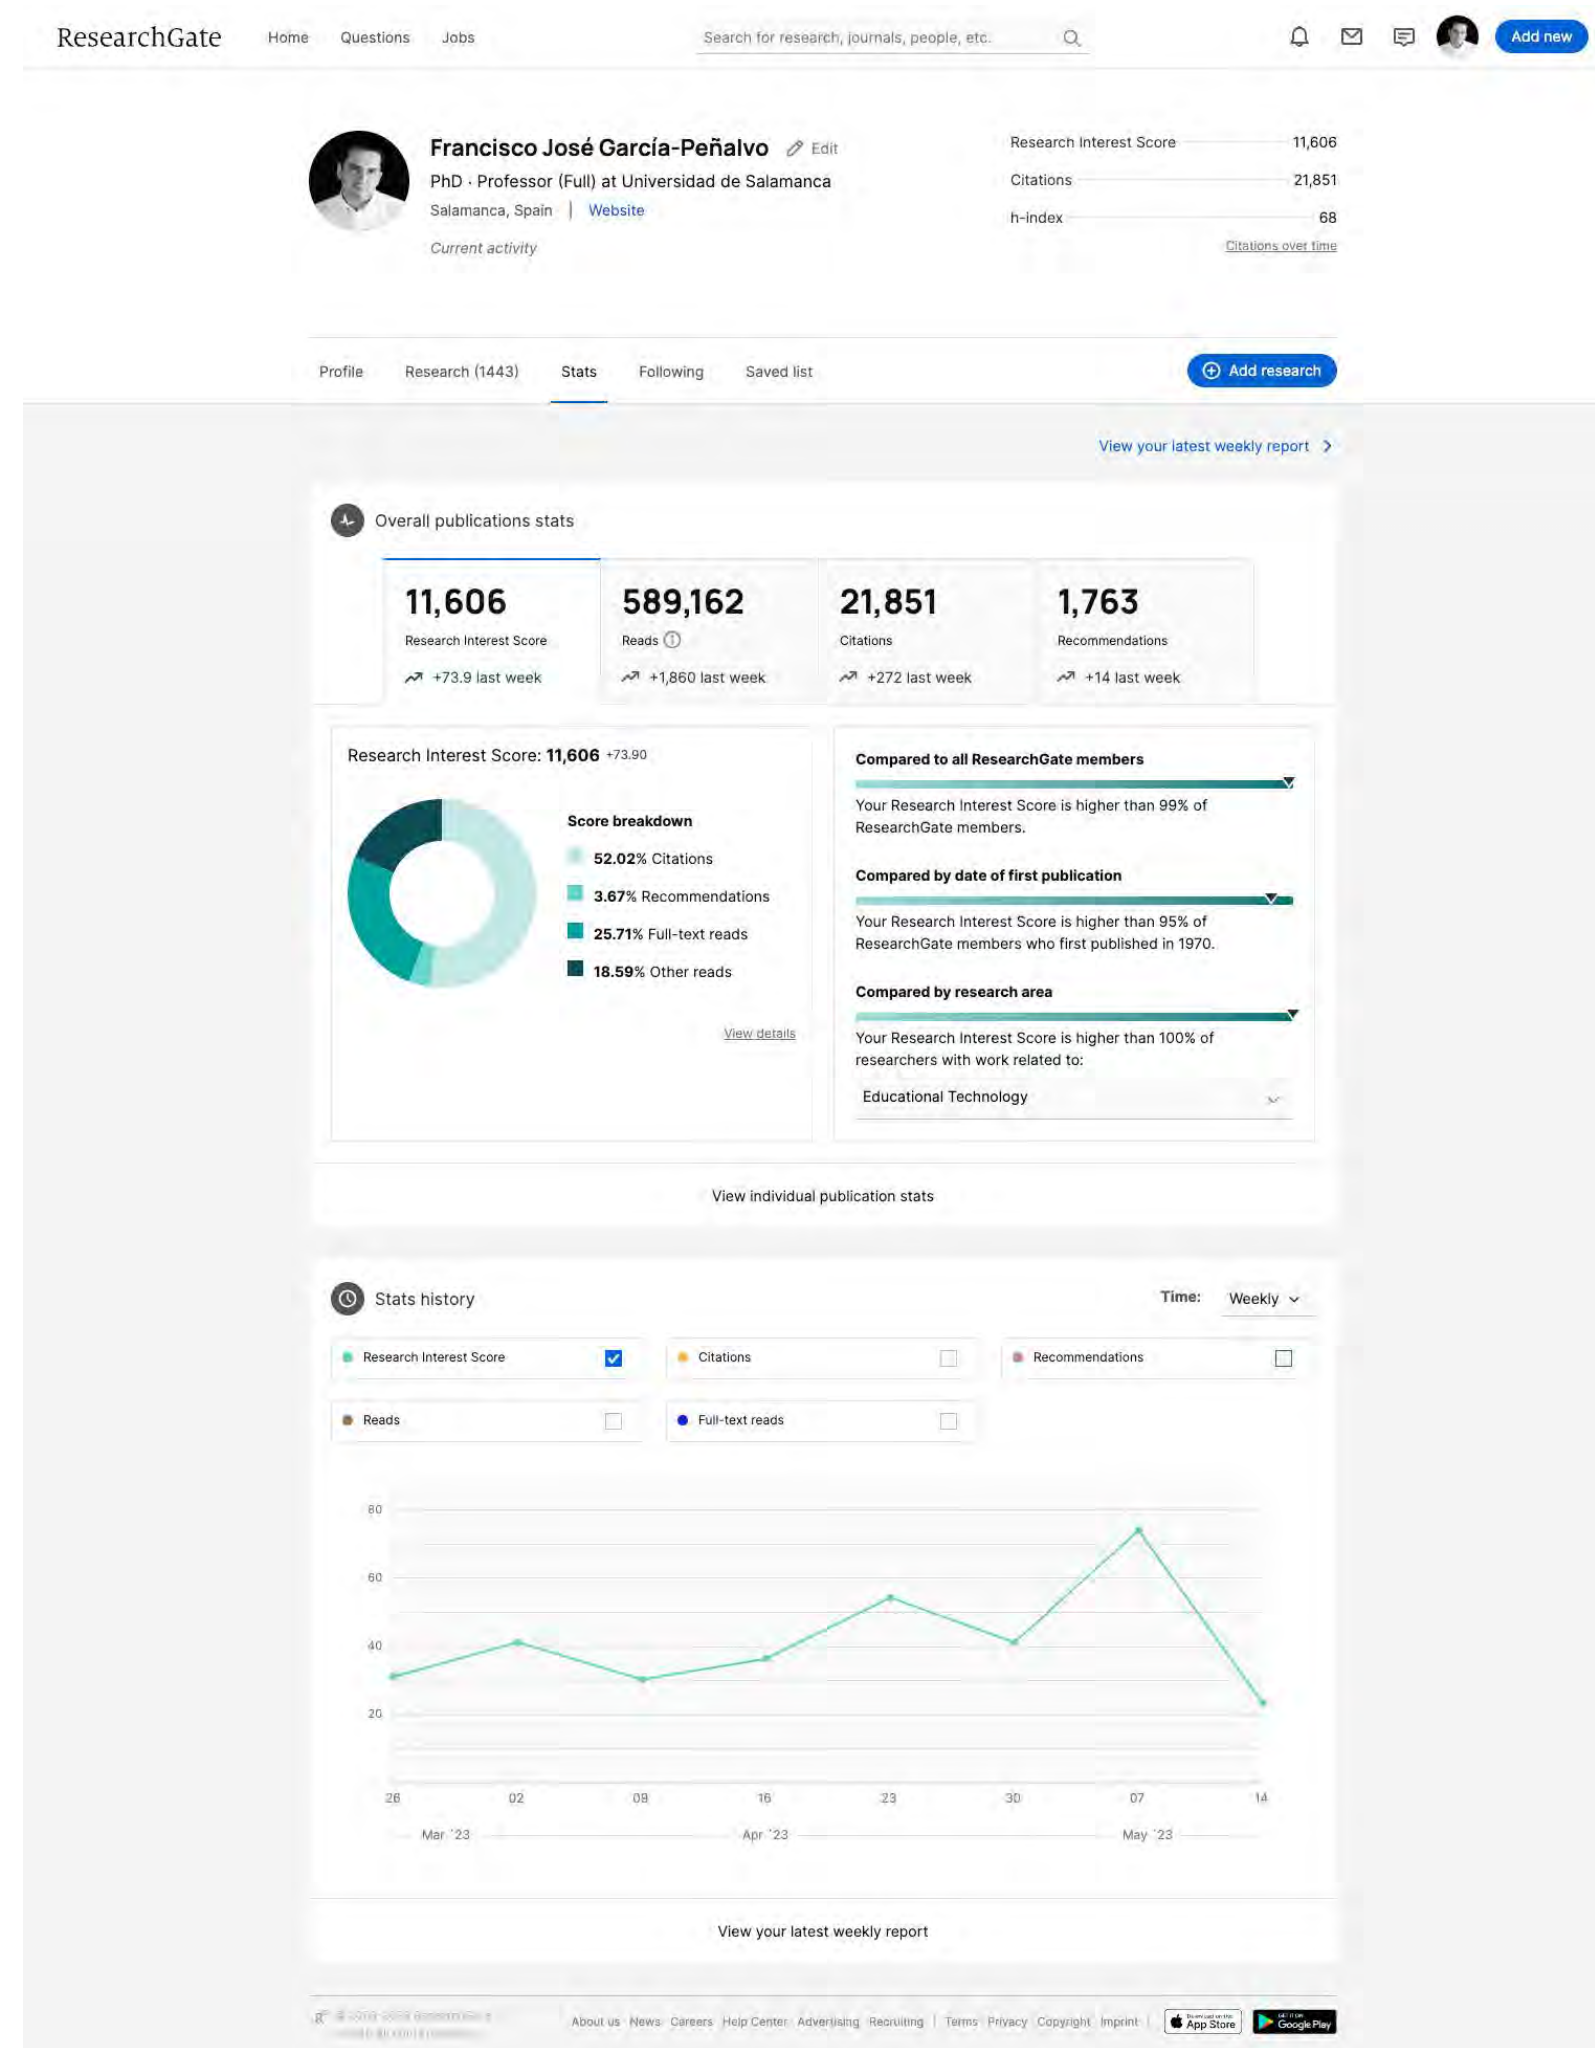 ResearchGate Home Questions Jobs Search for research, journals, people, etc. Add new
Francisco José García-Peñalvo Edit
PhD · Professor (Full) at Universidad de Salamanca
Salamanca, Spain | Website
Current activity
Research Interest Score 11,606
Citations 21,851
h-index 68
Citations over time
Profile Research (1443) Stats Following Saved list Add research
View your latest weekly report
Overall publications stats
11,606 589,162 21,851 1,763
Research Interest Score Reads Citations Recommendations
+73.9 last week +1,860 last week +272 last week +14 last week
Research Interest Score: 11,606 +73.90
Score breakdown
52.02% Citations
3.67% Recommendations
25.71% Full-text reads
18.59% Other reads
View details
Compared to all ResearchGate members
Your Research Interest Score is higher than 99% of
ResearchGate members.
Compared by date of first publication
Your Research Interest Score is higher than 95% of
ResearchGate members who first published in 1970.
Compared by research area
Your Research Interest Score is higher than 100% of
researchers with work related to:
Educational Technology
View individual publication stats
Stats history Time: Weekly
Research Interest Score Citations Recommendations
Reads Full-text reads
80
60
40
20
26 02 09 16 23 30 07 14
Mar '23 Apr '23 May '23
View your latest weekly report
About us News Careers Help Center Advertising Recruiting | Terms Privacy Copyright Imprint |
App Store
GET IT ON
Google Play